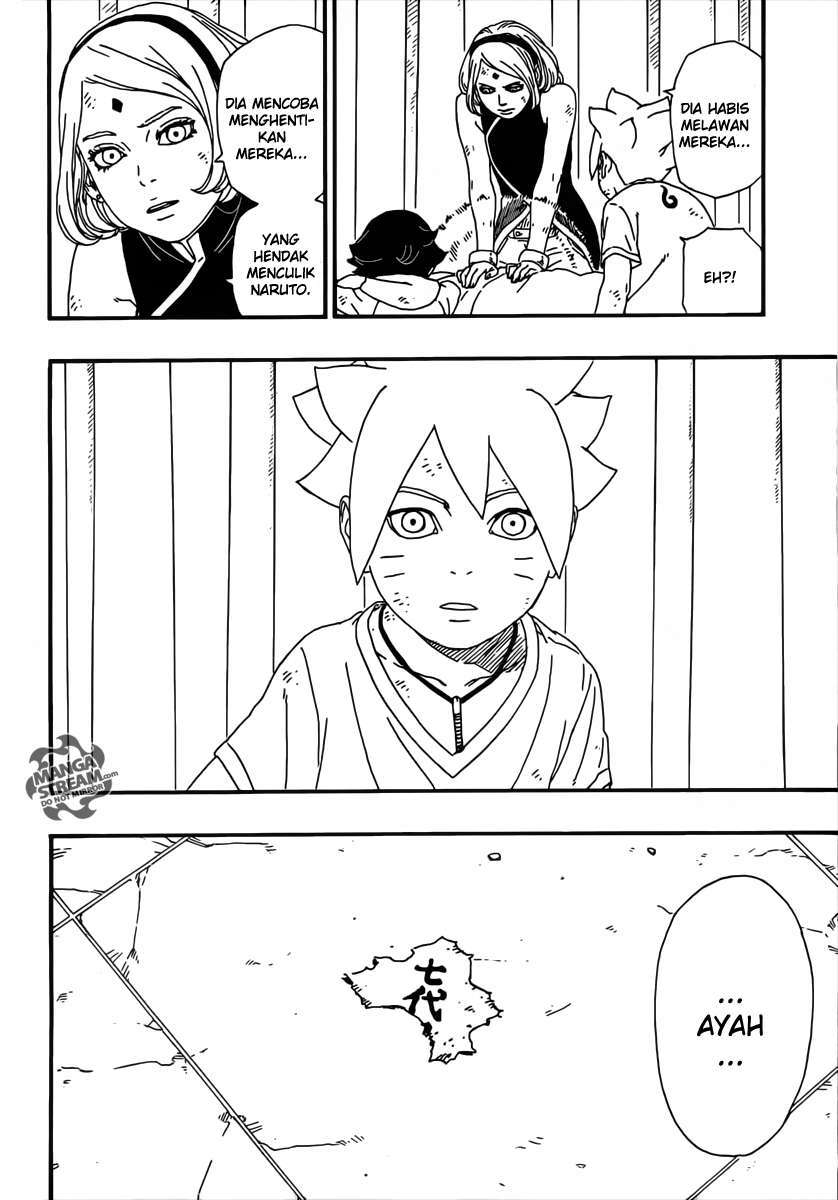 DIA HABIS
MELAWAN
MEREKA...
EH?!
DIA MENCOBA
MENGHENTI-
KAN
MEREKA...
YANG
HENDAK
MENCULIK
NARUTO.
MANGA
STREAM.com
DO NOT MIRROR
七代
...
AYAH
...